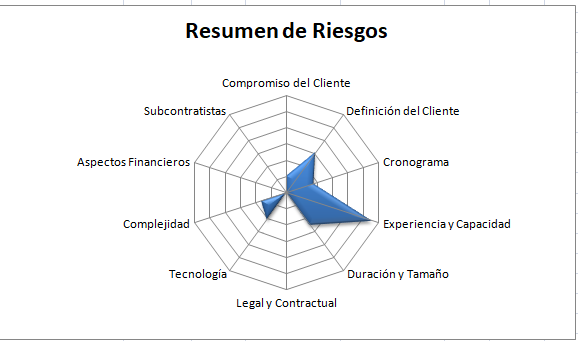 Resumen de Riesgos
Compromiso del Cliente
Subcontratistas
Definición del Cliente
Aspectos Financieros
Cronograma
Complejidad
Experiencia y Capacidad
Tecnología
Duración y Tamaño
Legal y Contractual